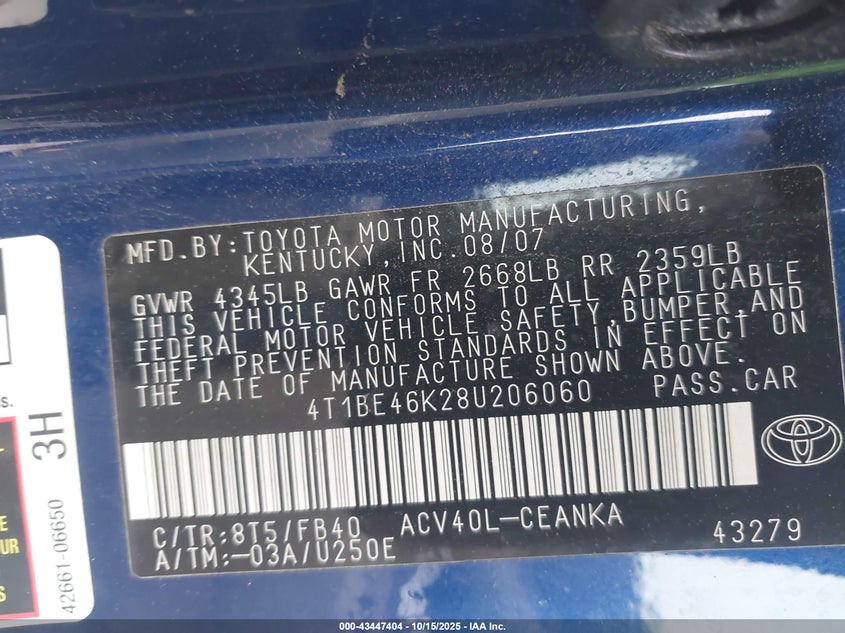 MFD.BY:TOYOTA MOTOR MANUFACTURING,
KENTUCKY,INC.08/07
GVWR 4345LB GAWR FR 2668LB RR 2359LB
THIS VEHICLE CONFORMS TO ALL APPLICABLE
FEDERAL MOTOR VEHICLE SAFETY,BUMPER,AND
THEFT PREVENTION STANDARDS IN EFFECT ON
THE DATE OF MANUFACTURE SHOWN ABOVE.
4T1BE46K28U206060 PASS.CAR
C/TR:8T5/FB40 ACV40L-CEANKA
A/TM:-03A/U250E 43279
s.
3H
42661-06650
E
UR
S
000-43447404 | 10/15/2025 - IAA Inc.